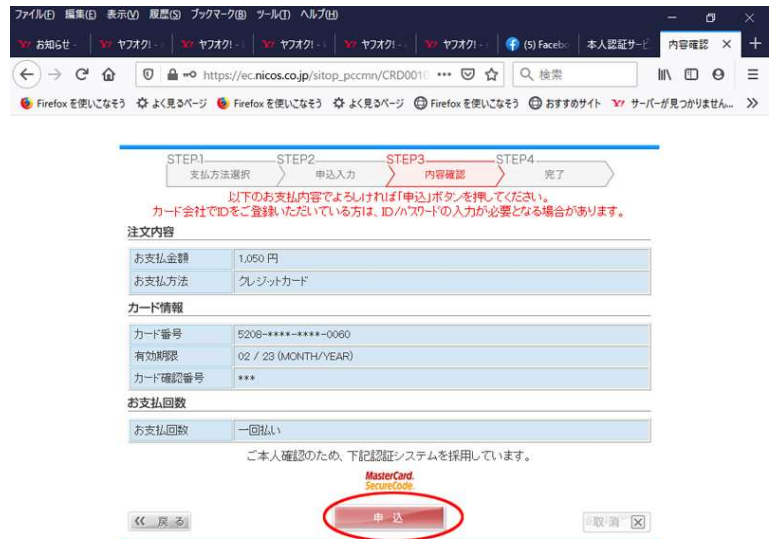 ファイル(F) 編集(E) 表示(V) 履歴(S) ブックマーク(B) ツール(T) ヘルプ(H)
お知らせ - ヤフオク! - ヤフオク! - ヤフオク! - ヤフオク! - ヤフオク! - (5) Facebo 本人認証サービ 内容確認
https://ec.nicos.co.jp/sitop_pccmn/CRD0010 検索
Firefox を使いこなそう よく見るページ Firefox を使いこなそう よく見るページ Firefox を使いこなそう おすすめサイト サーバーが見つかりません...
STEP.1 STEP2 STEP3 STEP4
支払方法選択 申込入力 内容確認 完了
以下のお支払内容でよろしければ「申込」ボタンを押してください。
カード会社でIDをご登録いただいている方は、ID/パスワードの入力が必要となる場合があります。
注文内容
お支払金額 1,050 円
お支払方法 クレジットカード
カード情報
カード番号 5208-****-****-0060
有効期限 02 / 23 (MONTH/YEAR)
カード確認番号 ***
お支払回数
お支払回数 一回払い
ご本人確認のため、下記認証システムを採用しています。
MasterCard.
SecureCode.
戻る 申込 取消